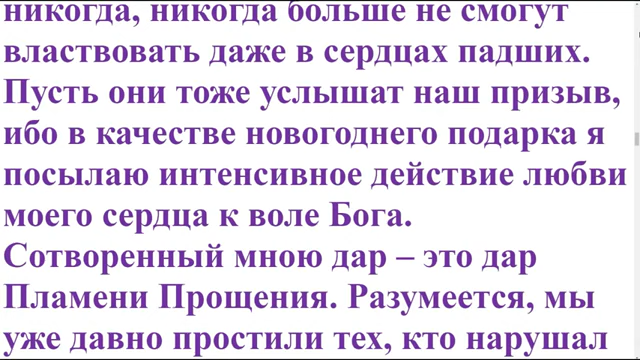 никогда, никогда больше не смогут
властвовать даже в сердцах падших.
Пусть они тоже услышат наш призыв,
ибо в качестве новогоднего подарка я
посылаю интенсивное действие любви
моего сердца к воле Бога.
Сотворенный мною дар – это дар
Пламени Прощения. Разумеется, мы
уже давно простили тех, кто нарушал